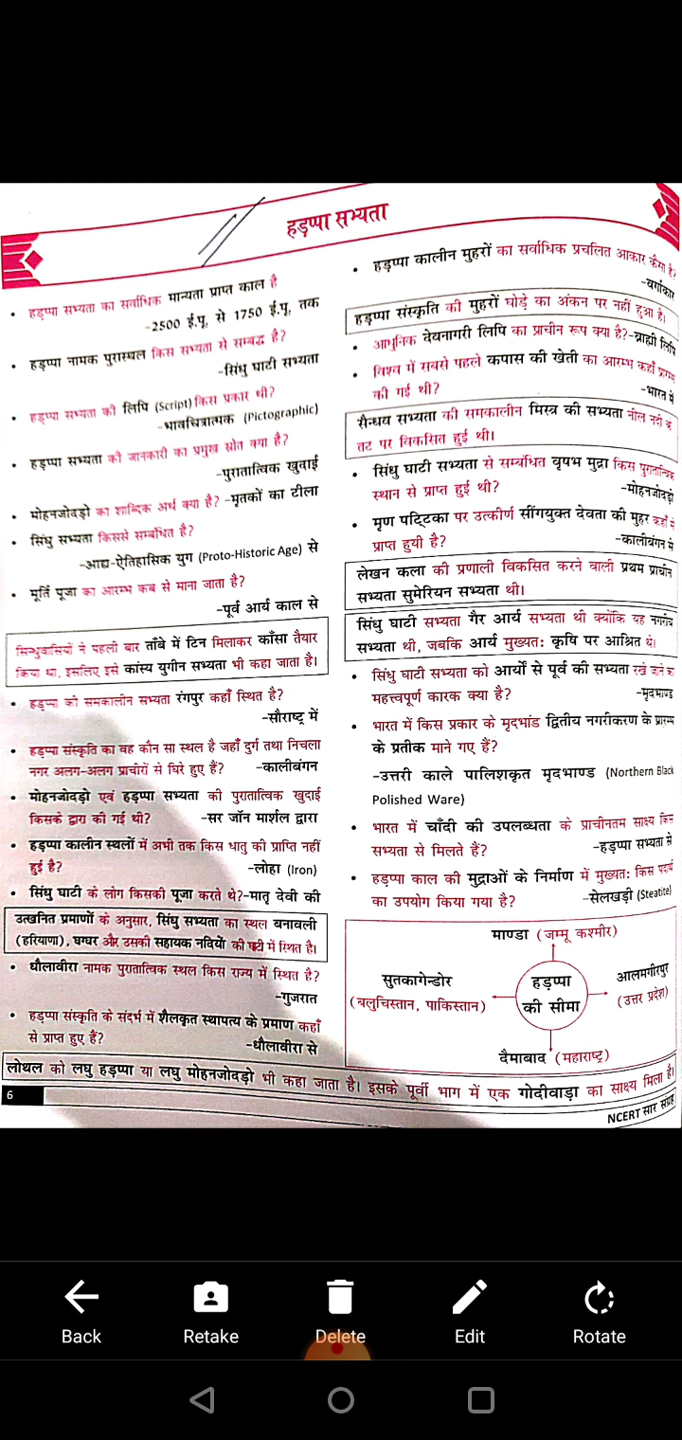 हड़प्पा सभ्यता
• हड़प्पा सभ्यता का सर्वाधिक मान्यता प्राप्त काल है
-2500 ई.पू. से 1750 ई.पू. तक
• हड़प्पा नामक पुरास्थल किस सभ्यता से सम्बद्ध है?
-सिंधु घाटी सभ्यता
• हड़प्पा सभ्यता की लिपि (Script) किस प्रकार थी?
-भावचित्रात्मक (Pictographic)
• हड़प्पा सभ्यता की जानकारी का प्रमुख स्रोत क्या है?
-पुरातात्विक खुवाई
• मोहनजोदड़ो का शाब्दिक अर्थ क्या है? -मृतकों का टीला
• सिंधु सभ्यता किससे सम्बंधित है?
-आद्य-ऐतिहासिक युग (Proto-Historic Age) से
• मूर्ति पूजा का आरम्भ कब से माना जाता है?
-पूर्व आर्य काल से
सिन्धुवासियों ने पहली बार ताँबे में टिन मिलाकर काँसा तैयार
किया था, इसलिए इसे कांस्य युगीन सभ्यता भी कहा जाता है।
• हड़प्पा की समकालीन सभ्यता रंगपुर कहाँ स्थित है?
-सौराष्ट्र में
• हड़प्पा संस्कृति का वह कौन सा स्थल है जहाँ दुर्ग तथा निचला
नगर अलग-अलग प्राचीरों से घिरे हुए हैं? -कालीबंगन
• मोहनजोदड़ो एवं हड़प्पा सभ्यता की पुरातात्विक खुदाई
किसके द्वारा की गई थी? -सर जॉन मार्शल द्वारा
• हड़प्पा कालीन स्थलों में अभी तक किस धातु की प्राप्ति नहीं
हुई है? -लोहा (Iron)
• सिंधु घाटी के लोग किसकी पूजा करते थे?-मातृ देवी की
उत्खनित प्रमाणों के अनुसार, सिंधु सभ्यता का स्थल बनावली
(हरियाणा), घग्घर और उसकी सहायक नदियों की घाटी में स्थित है।
• धौलावीरा नामक पुरातात्विक स्थल किस राज्य में स्थित है?
-गुजरात
• हड़प्पा संस्कृति के संदर्भ में शैलकृत स्थापत्य के प्रमाण कहाँ
से प्राप्त हुए हैं? -धौलावीरा से
• हड़प्पा कालीन मुहरों का सर्वाधिक प्रचलित आकार कैसा है?
-वर्गाकार
हड़प्पा संस्कृति की मुहरों घोड़े का अंकन पर नहीं हुआ है।
• आधुनिक देवनागरी लिपि का प्राचीन रूप क्या है?-ब्राह्मी लिपि
• विश्व में सबसे पहले कपास की खेती का आरम्भ कहाँ प्रारम्भ
की गई थी? -भारत में
सैन्धव सभ्यता की समकालीन मिस्त्र की सभ्यता नील नदी के
तट पर विकसित हुई थी।
• सिंधु घाटी सभ्यता से सम्बंधित वृषभ मुद्रा किस पुरातान्विक
स्थान से प्राप्त हुई थी? -मोहनजोदड़ो
• मृण पट्टिका पर उत्कीर्ण सींगयुक्त देवता की मुहर कहाँ से
प्राप्त हुयी है? -कालीबंगन से
लेखन कला की प्रणाली विकसित करने वाली प्रथम प्राचीन
सभ्यता सुमेरियन सभ्यता थी।
सिंधु घाटी सभ्यता गैर आर्य सभ्यता थी क्योंकि यह नगरीय
सभ्यता थी, जबकि आर्य मुख्यत: कृषि पर आश्रित थे।
• सिंधु घाटी सभ्यता को आर्यों से पूर्व की सभ्यता रखे जाने का
महत्त्वपूर्ण कारक क्या है? -मृदभाण्ड
• भारत में किस प्रकार के मृदभांड द्वितीय नगरीकरण के प्रारम्भ
के प्रतीक माने गए हैं?
-उत्तरी काले पालिशकृत मृदभाण्ड (Northern Black
Polished Ware)
• भारत में चाँदी की उपलब्धता के प्राचीनतम साक्ष्य किस
सभ्यता से मिलते हैं? -हड़प्पा सभ्यता से
• हड़प्पा काल की मुद्राओं के निर्माण में मुख्यत: किस पदार्थ
का उपयोग किया गया है? -सेलखड़ी (Steatite)
माण्डा (जम्मू कश्मीर)
सुतकागेन्डोर
(बलुचिस्तान, पाकिस्तान)
हड़प्पा
की सीमा
आलमगीरपुर
(उत्तर प्रदेश)
दैमाबाद (महाराष्ट्र)
लोथल को लघु हड़प्पा या लघु मोहनजोदड़ो भी कहा जाता है। इसके पूर्वी भाग में एक गोदीवाड़ा का साक्ष्य मिला है।
6
NCERT सार संग्रह
Back
Retake
Delete
Edit
Rotate